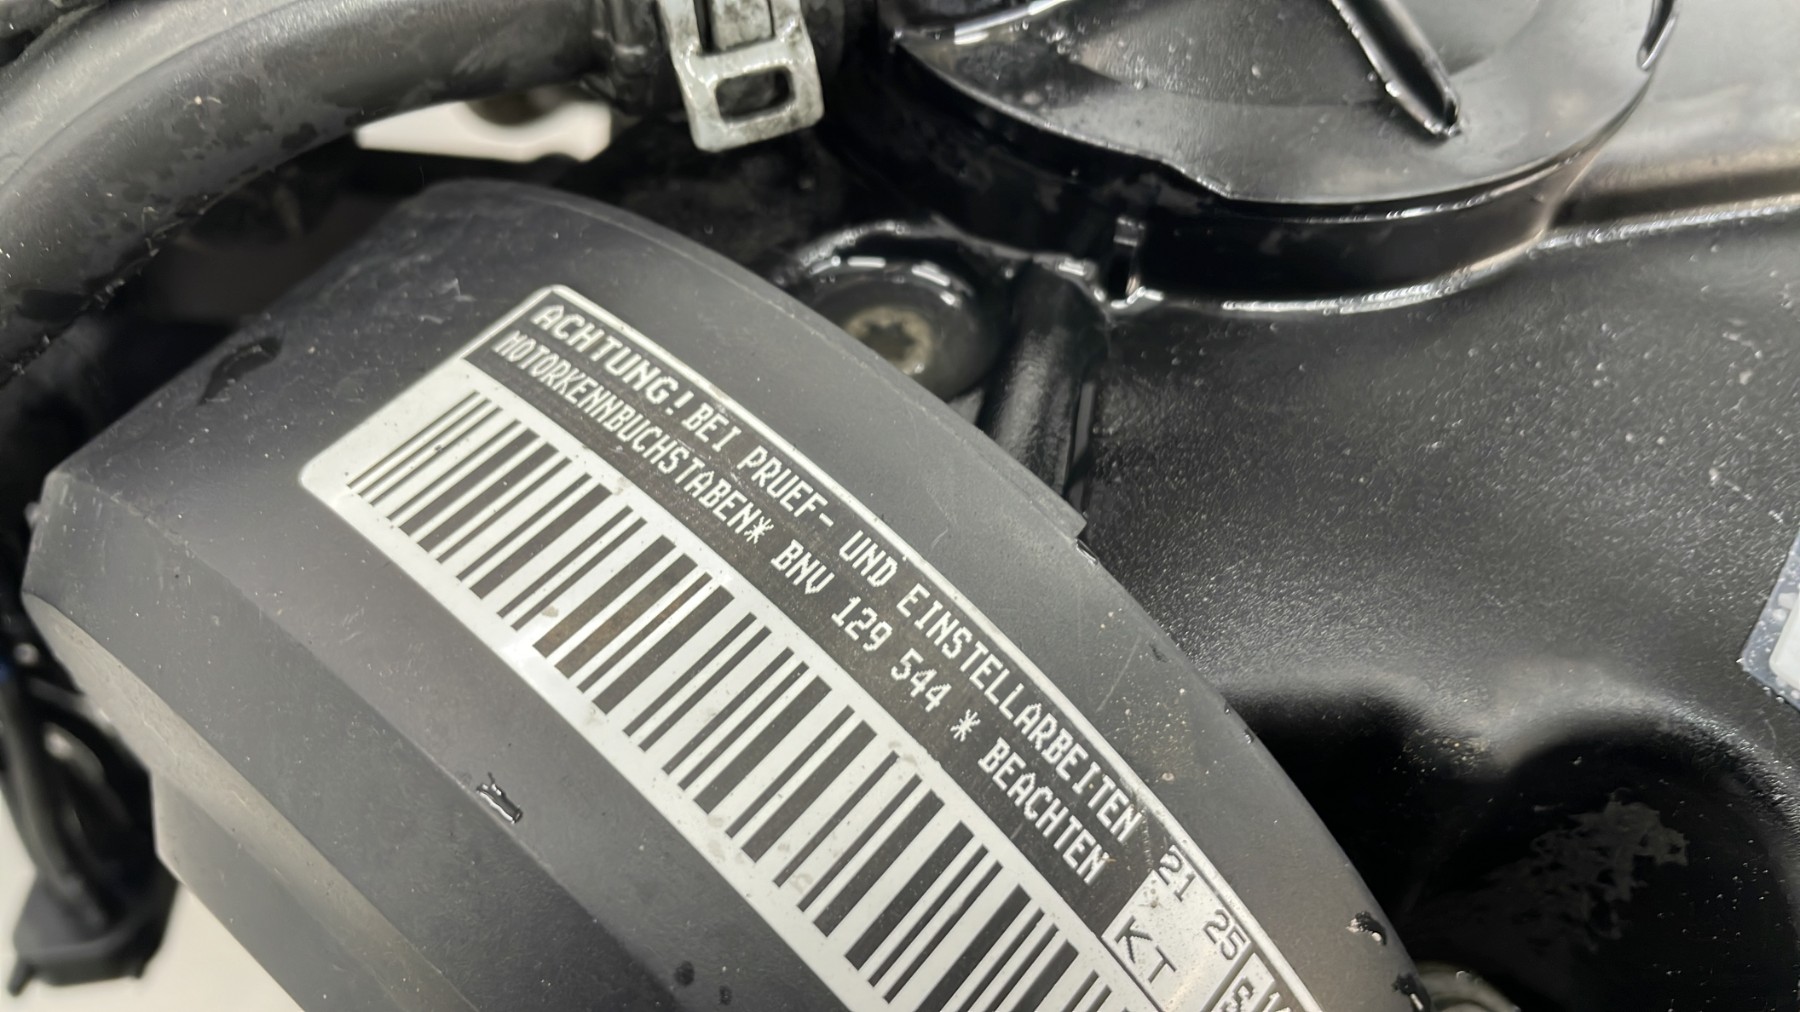 ACHTUNG! BEI PRUEF- UND EINSTELLARBEITEN
MOTORKENNBUCHSTABEN* BNV 129 544 * BEACHTEN
21 25
KT